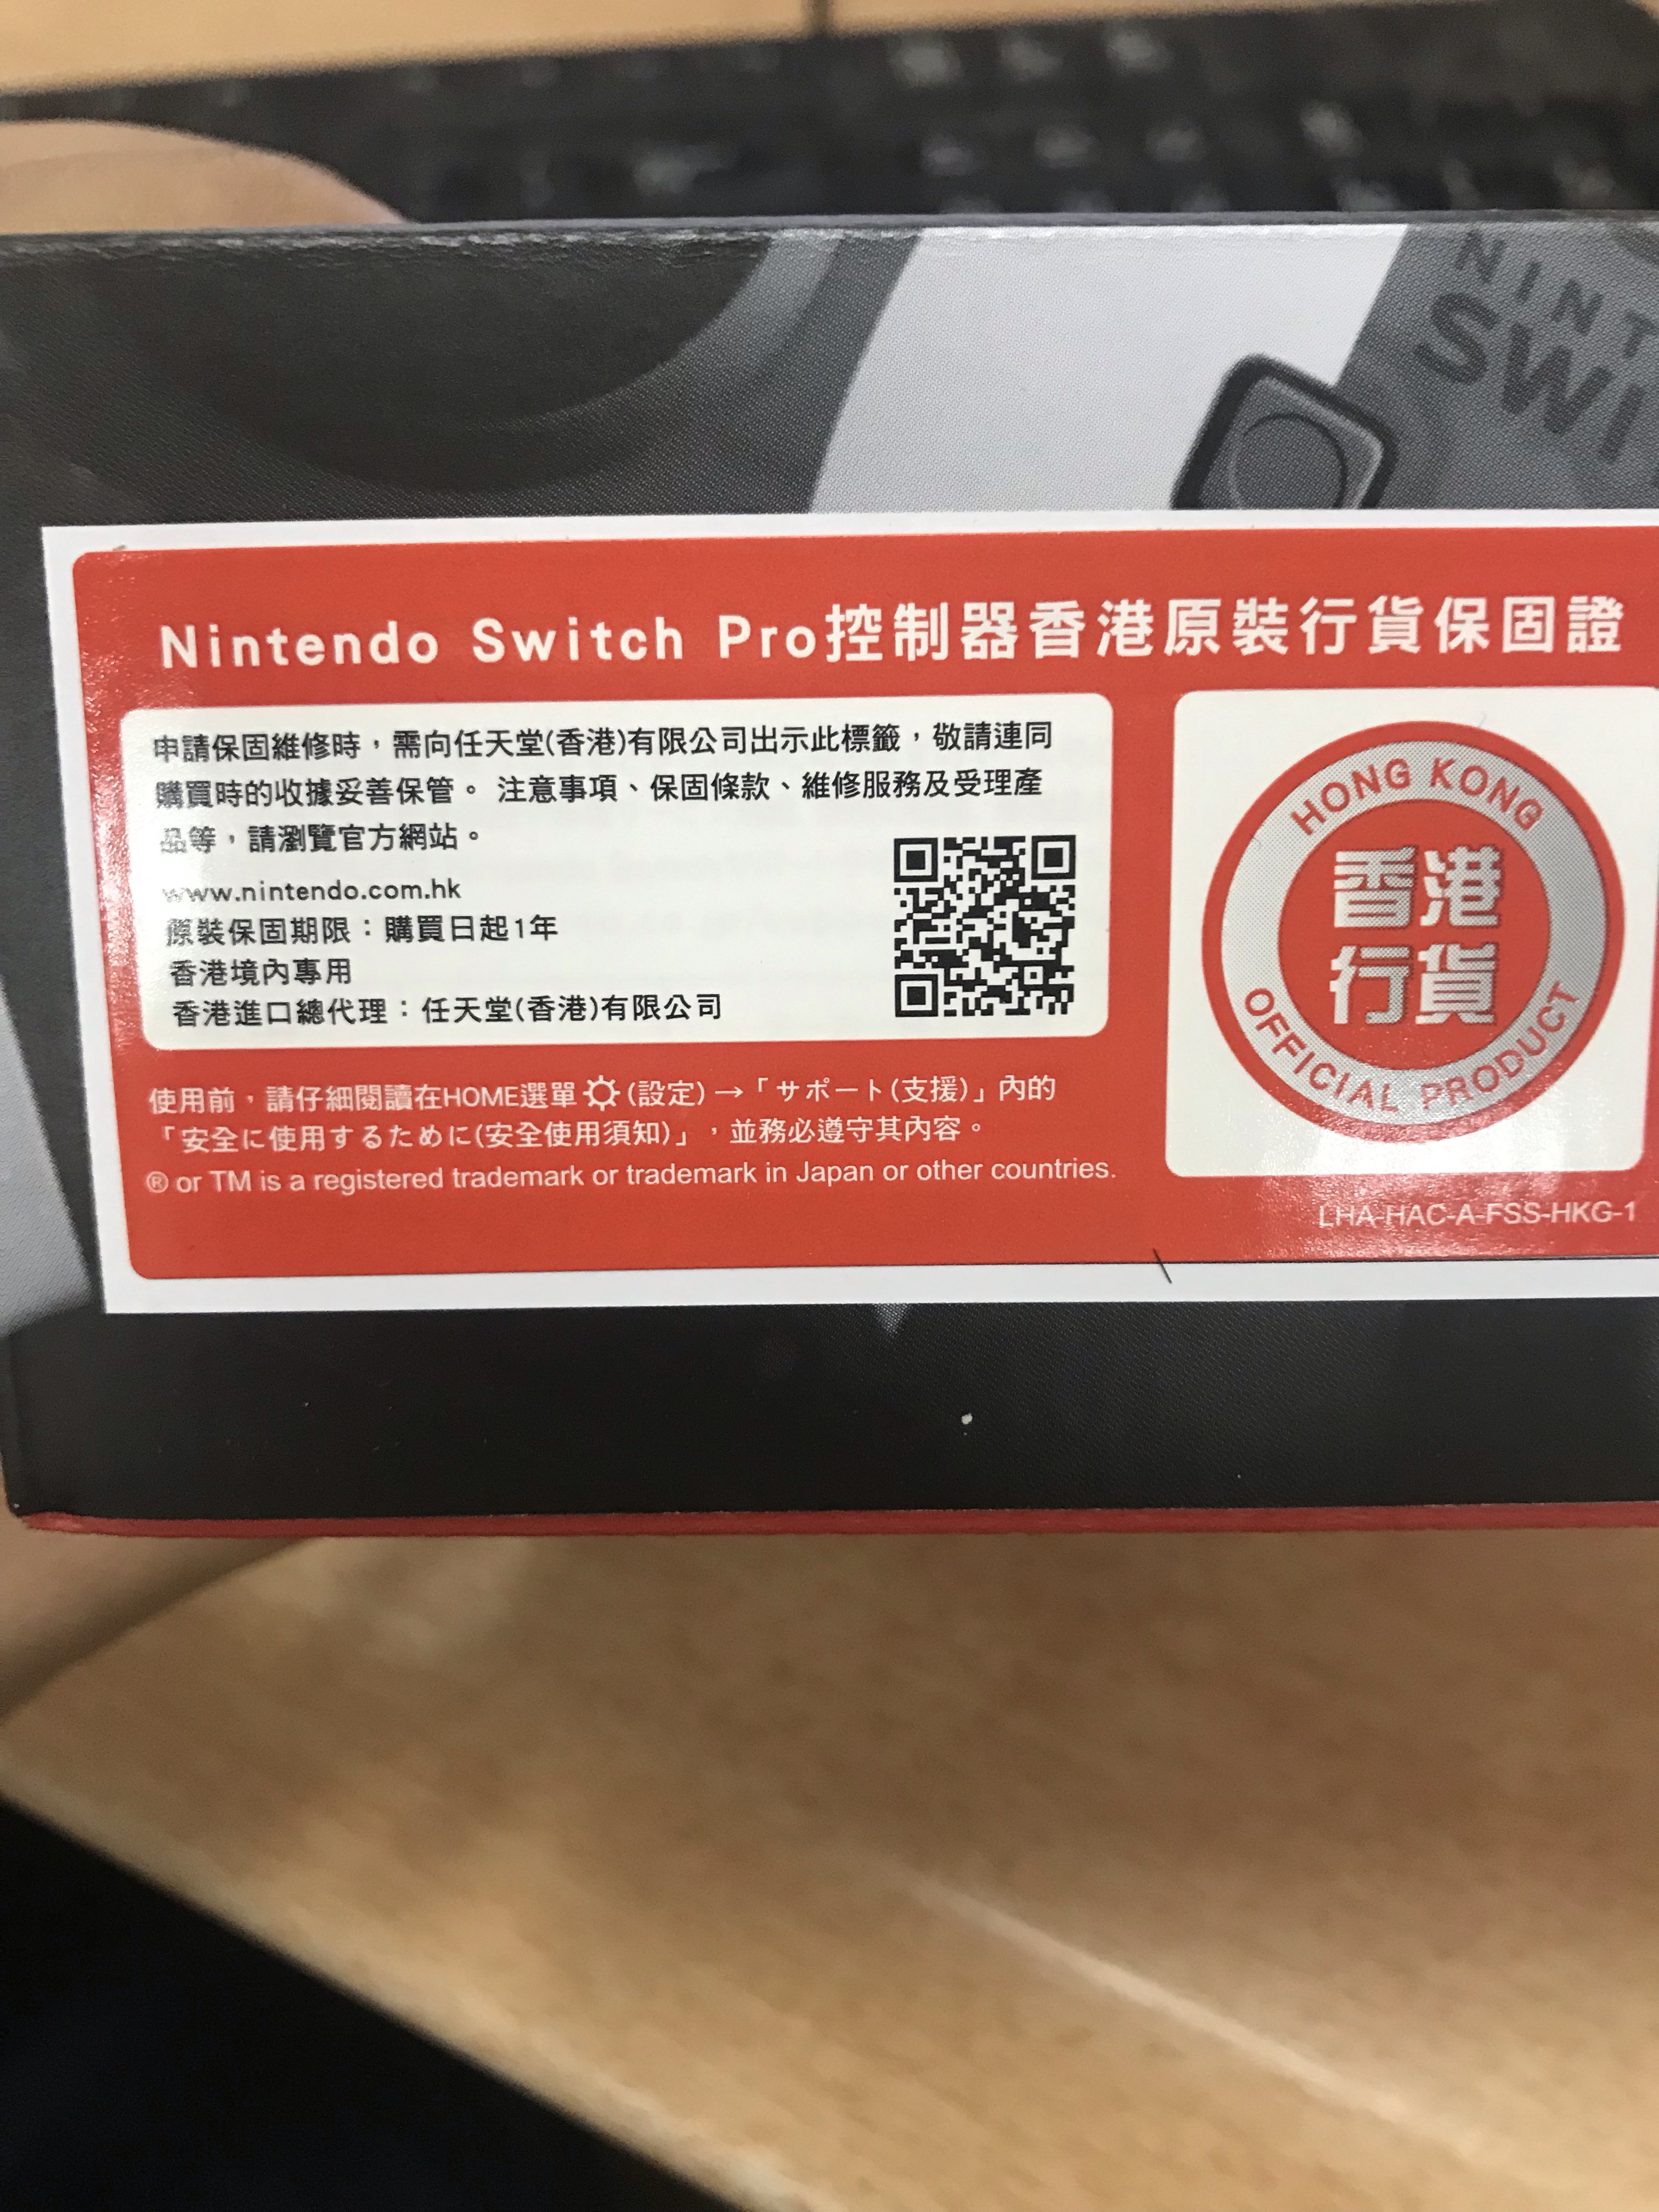 NINT
SWI
Nintendo Switch Pro控制器香港原裝行貨保固證
申請保固維修時，需向任天堂(香港)有限公司出示此標籤，敬請連同
購買時的收據妥善保管。 注意事項、保固條款、維修服務及受理產
品等，請瀏覽官方網站。
www.nintendo.com.hk
原裝保固期限：購買日起1年
香港境內專用
香港進口總代理：任天堂(香港)有限公司
HONG KONG
香港
行貨
OFFICIAL PRODUCT
使用前，請仔細閱讀在HOME選單(設定)→「サポート(支援)」內的
「安全に使用するために(安全使用須知)」，並務必遵守其內容。
® or TM is a registered trademark or trademark in Japan or other countries.
LHA-HAC-A-FSS-HKG-1